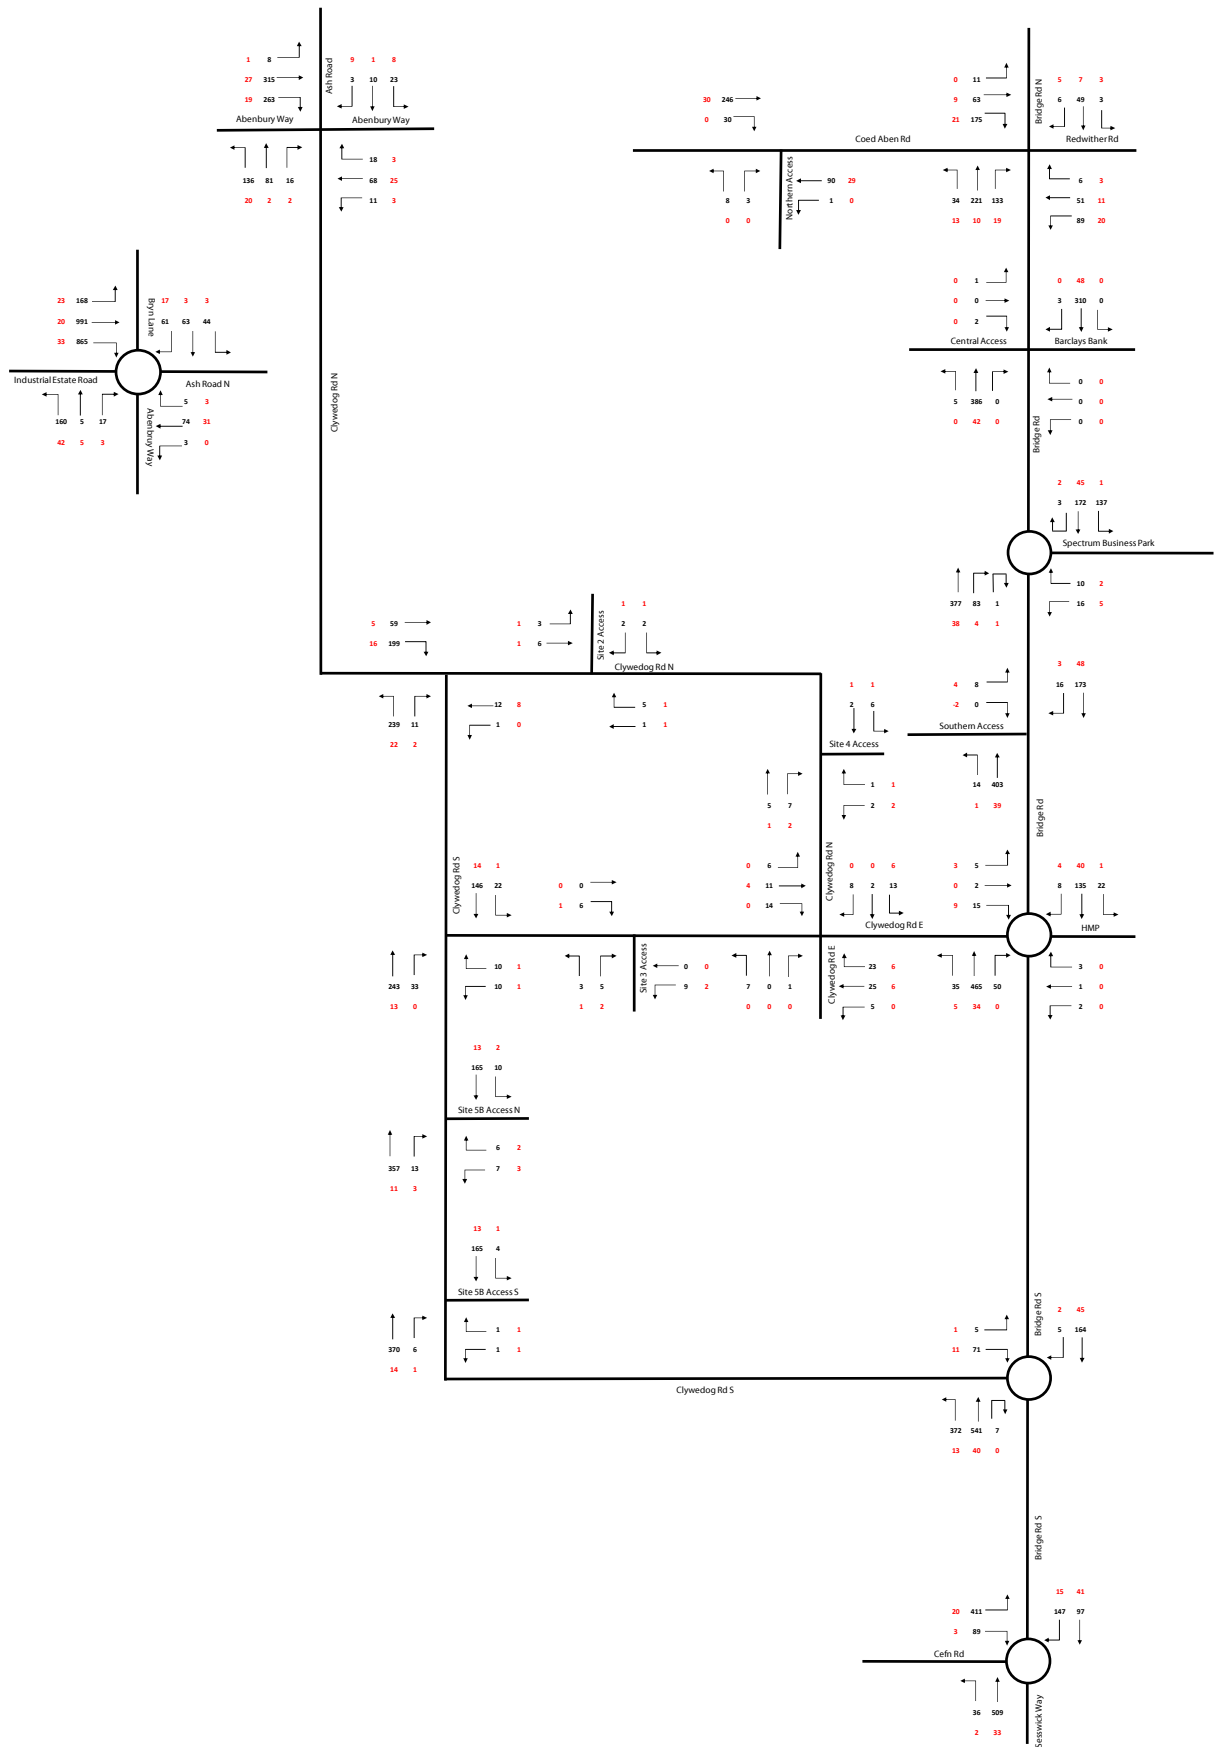 1 8
27 315
19 263
Abenbury Way
Ash Road
9 1 8
3 10 23
Abenbury Way
136 81 16
20 2 2
18 3
68 25
11 3
30 246
0 30
Coed Aben Rd
Northern Access
8 3
0 0
90 29
1 0
0 11
9 63
21 175
Bridge Rd N
5 7 3
6 49 3
Redwither Rd
34 221 133
13 10 19
6 3
51 11
89 20
23 168
20 991
33 865
Bryn Lane
17 3 3
61 63 44
Industrial Estate Road
Ash Road N
160 5 17
42 5 3
Abenbruy Way
5 3
74 31
3 0
Clywedog Rd N
0 1
0 0
0 2
Central Access
0 48 0
3 310 0
Barclays Bank
5 386 0
0 42 0
Bridge Rd
0 0
0 0
0 0
2 45 1
3 172 137
Spectrum Business Park
377 83 1
38 4 1
10 2
16 5
5 59
16 199
1 3
1 6
Site 2 Access
1 1
2 2
Clywedog Rd N
239 11
22 2
12 8
1 0
5 1
1 1
1 1
2 6
Site 4 Access
4 8
-2 0
Southern Access
3 48
16 173
14 403
1 39
Bridge Rd
5 7
1 2
1 1
2 2
Clywedog Rd S
14 1
146 22
0 0
1 6
0 6
4 11
0 14
Clywedog Rd N
0 0 6
8 2 13
Clywedog Rd E
3 5
0 2
9 15
4 40 1
8 135 22
HMP
243 33
13 0
10 1
10 1
3 5
1 2
Site 3 Access
0 0
9 2
7 0 1
0 0 0
Clywedog Rd E
23 6
25 6
5 0
35 465 50
5 34 0
3 0
1 0
2 0
13 2
165 10
Site 5B Access N
357 13
11 3
6 2
7 3
13 1
165 4
Site 5B Access S
370 6
14 1
1 1
1 1
1 5
11 71
Bridge Rd S
2 45
5 164
Clywedog Rd S
372 541 7
13 40 0
Bridge Rd S
20 411
3 89
15 41
147 97
Cefn Rd
36 509
2 33
Sesswick Way